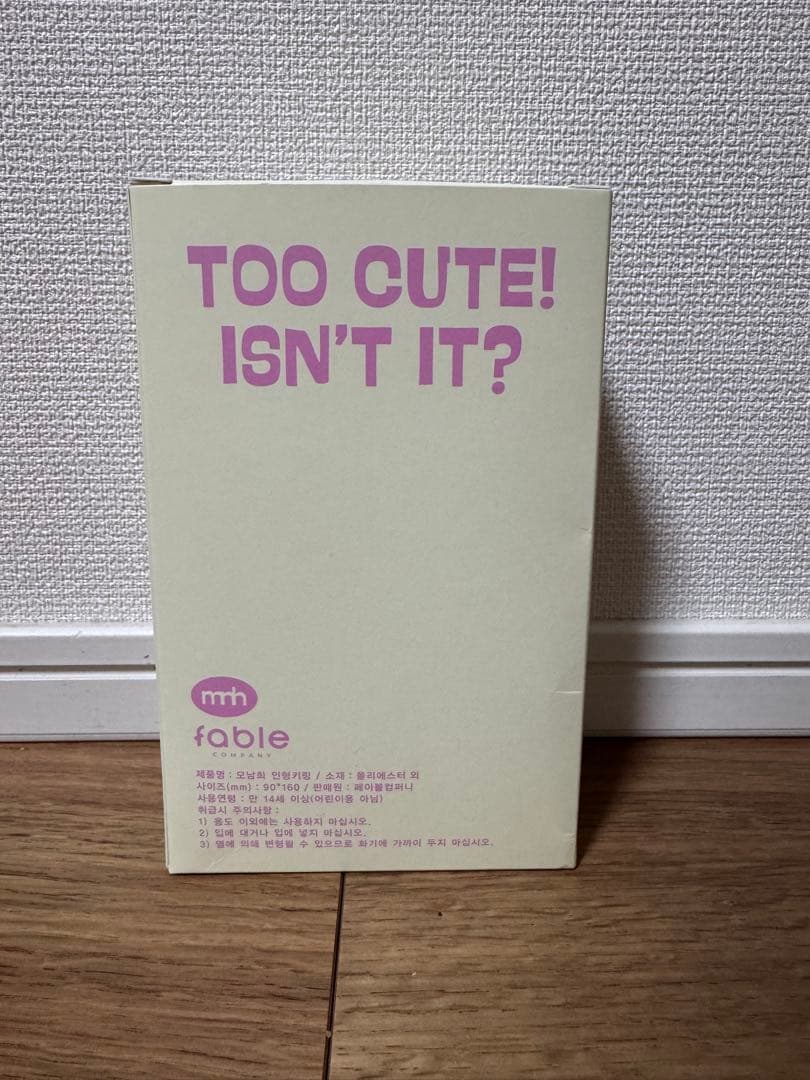 TOO CUTE!
ISN'T IT?
mnh
fable
COMPANY
제품명 : 모남희 인형키링 / 소재 : 폴리에스터 외
사이즈(mm) : 90*160 / 판매원 : 페어블컴퍼니
사용연령 : 만 14세 이상(어린이용 아님)
취급시 주의사항 :
1) 용도 이외에는 사용하지 마십시오.
2) 입에 대거나 입에 넣지 마십시오.
3) 열에 의해 변형될 수 있으므로 화기에 가까이 두지 마십시오.